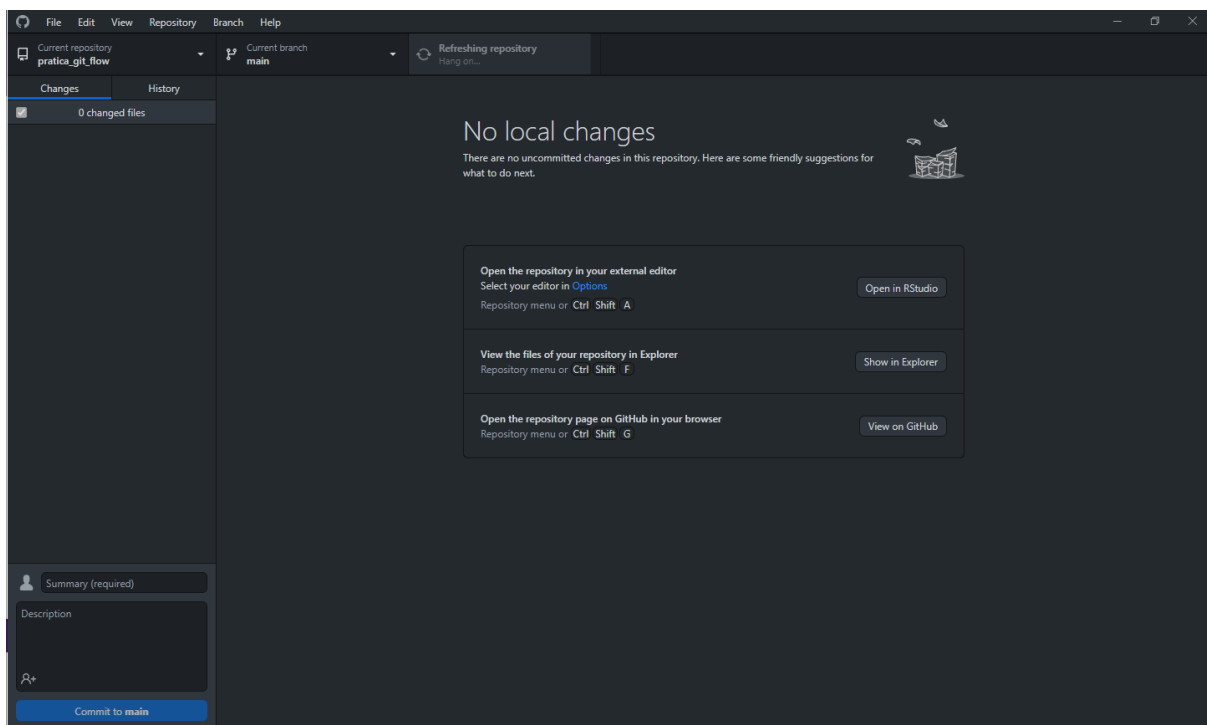 File Edit View Repository Branch Help
Current repository
pratica_git_flow
Current branch
main
Refreshing repository
Hang on...
Changes History
0 changed files
No local changes
There are no uncommitted changes in this repository. Here are some friendly suggestions for
what to do next.
Open the repository in your external editor
Select your editor in Options
Repository menu or Ctrl Shift A
Open in RStudio
View the files of your repository in Explorer
Repository menu or Ctrl Shift F
Show in Explorer
Open the repository page on GitHub in your browser
Repository menu or Ctrl Shift G
View on GitHub
Summary (required)
Description
Commit to main